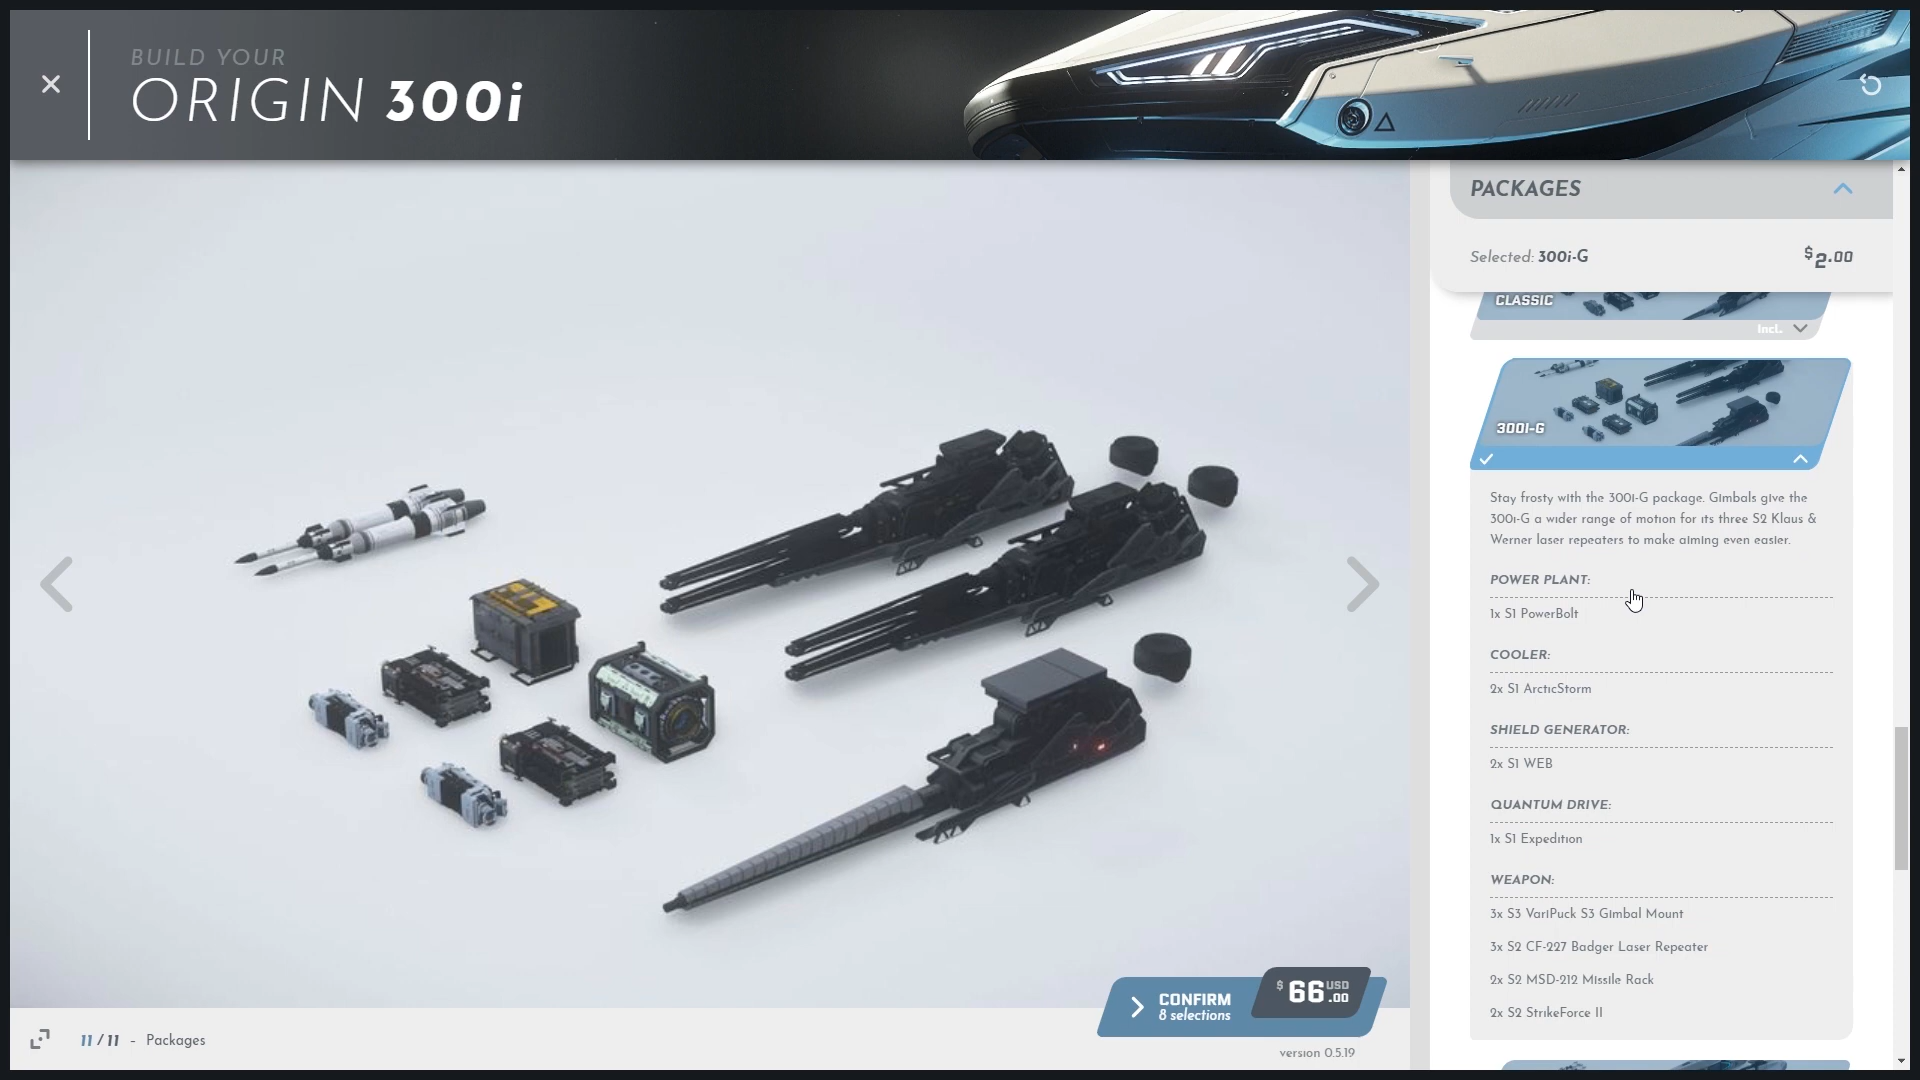 BUILD YOUR
ORIGIN 300i
PACKAGES
Selected: 300i-G
$2.00
CLASSIC
Incl.
300I-G
Stay frosty with the 300i-G package. Gimbals give the
300i-G a wider range of motion for its three S2 Klaus &
Werner laser repeaters to make aiming even easier.
POWER PLANT:
1x S1 PowerBolt
COOLER:
2x S1 ArcticStorm
SHIELD GENERATOR:
2x S1 WEB
QUANTUM DRIVE:
1x S1 Expedition
WEAPON:
3x S3 VariPuck S3 Gimbal Mount
3x S2 CF-227 Badger Laser Repeater
2x S2 MSD-212 Missile Rack
2x S2 StrikeForce II
CONFIRM
8 selections
$66.00 USD
11 / 11 - Packages
version 0.5.19